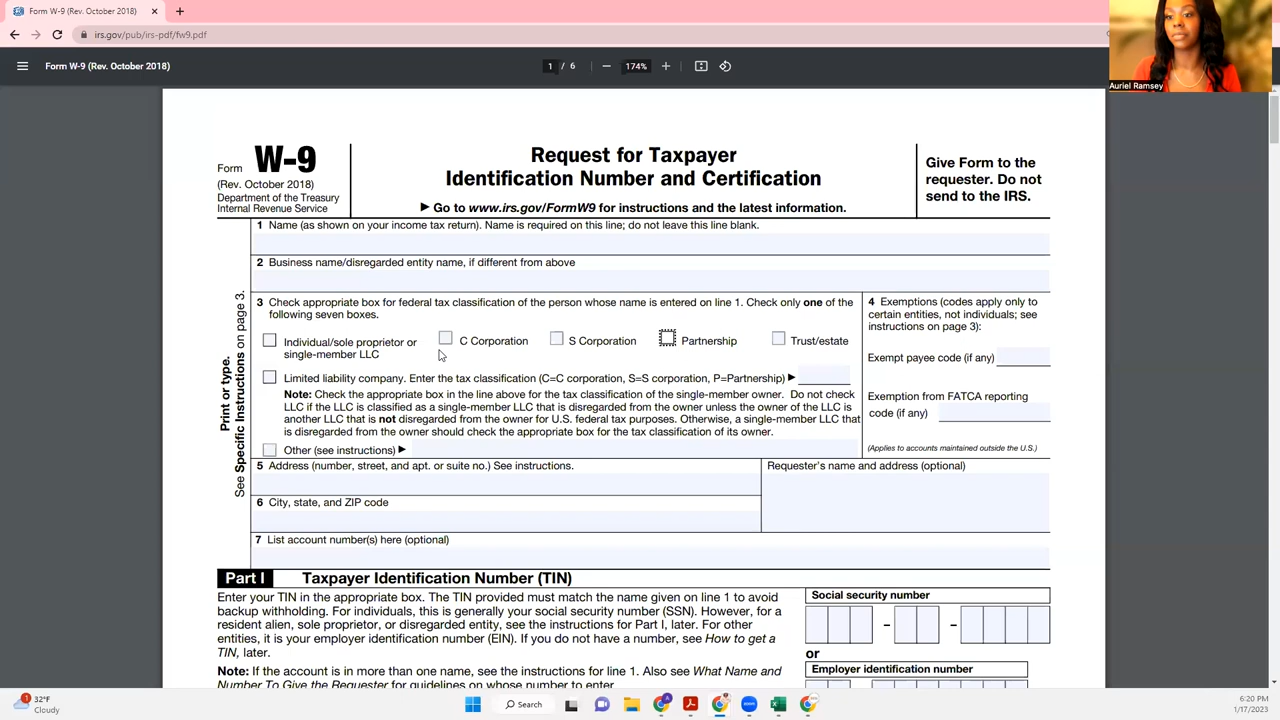 Form W-9 (Rev. October 2018)
irs.gov/pub/irs-pdf/fw9.pdf
Form W-9 (Rev. October 2018)
1 / 6
174%
Auriel Ramsey
Form W-9
(Rev. October 2018)
Department of the Treasury
Internal Revenue Service
Request for Taxpayer
Identification Number and Certification
▶ Go to www.irs.gov/FormW9 for instructions and the latest information.
Give Form to the
requester. Do not
send to the IRS.
Print or type.
See Specific Instructions on page 3.
1 Name (as shown on your income tax return). Name is required on this line; do not leave this line blank.
2 Business name/disregarded entity name, if different from above
3 Check appropriate box for federal tax classification of the person whose name is entered on line 1. Check only one of the
following seven boxes.
Individual/sole proprietor or
single-member LLC
C Corporation
S Corporation
Partnership
Trust/estate
Limited liability company. Enter the tax classification (C=C corporation, S=S corporation, P=Partnership) ▶
Note: Check the appropriate box in the line above for the tax classification of the single-member owner. Do not check
LLC if the LLC is classified as a single-member LLC that is disregarded from the owner unless the owner of the LLC is
another LLC that is not disregarded from the owner for U.S. federal tax purposes. Otherwise, a single-member LLC that
is disregarded from the owner should check the appropriate box for the tax classification of its owner.
Other (see instructions) ▶
4 Exemptions (codes apply only to
certain entities, not individuals; see
instructions on page 3):
Exempt payee code (if any)
Exemption from FATCA reporting
code (if any)
(Applies to accounts maintained outside the U.S.)
5 Address (number, street, and apt. or suite no.) See instructions.
Requester's name and address (optional)
6 City, state, and ZIP code
7 List account number(s) here (optional)
Part I Taxpayer Identification Number (TIN)
Enter your TIN in the appropriate box. The TIN provided must match the name given on line 1 to avoid
backup withholding. For individuals, this is generally your social security number (SSN). However, for a
resident alien, sole proprietor, or disregarded entity, see the instructions for Part I, later. For other
entities, it is your employer identification number (EIN). If you do not have a number, see How to get a
TIN, later.
Note: If the account is in more than one name, see the instructions for line 1. Also see What Name and
Number To Give the Requester for guidelines on whose number to enter.
Social security number
–
–
or
Employer identification number
1
32°F
Cloudy
Search
6:20 PM
1/17/2023